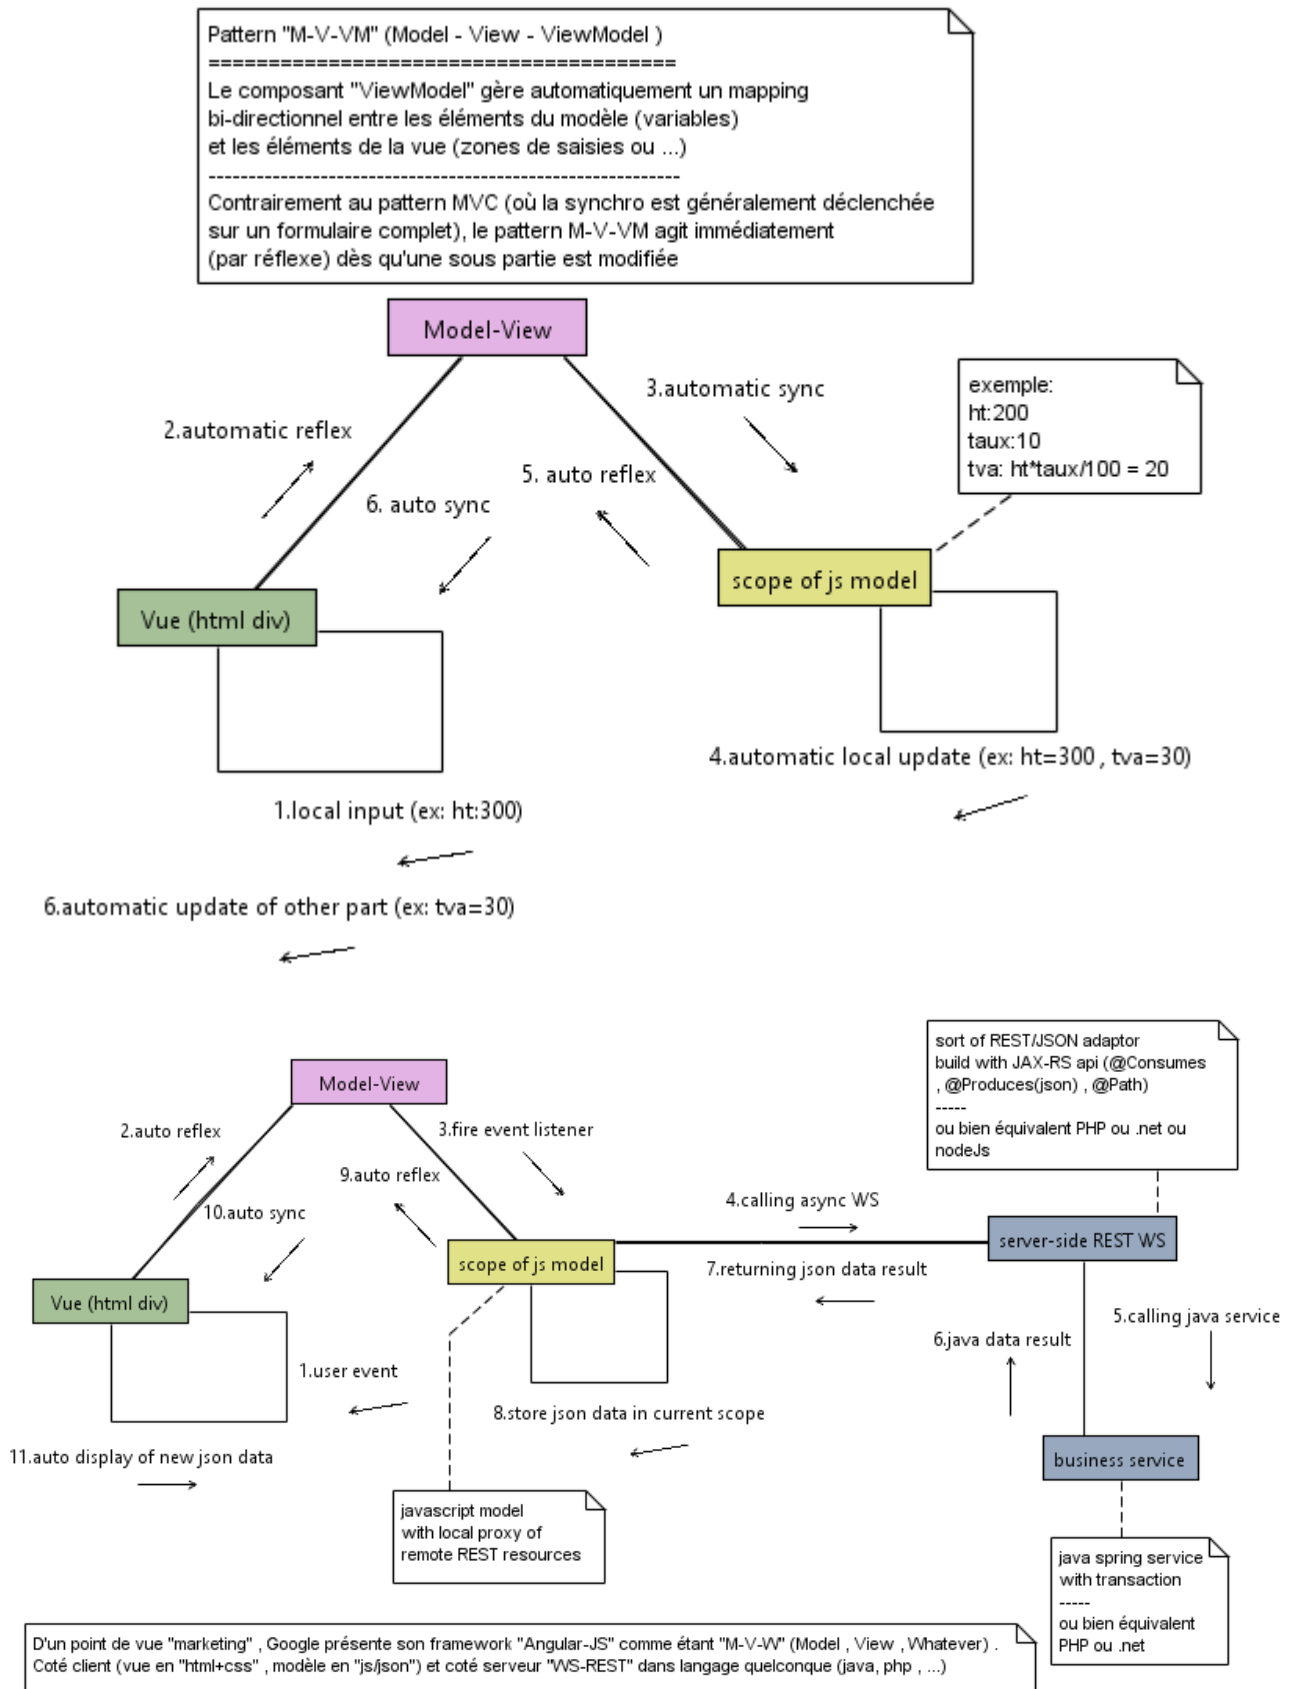 Pattern "M-V-VM" (Model - View - ViewModel )
=======================================
Le composant "ViewModel" gère automatiquement un mapping
bi-directionnel entre les éléments du modèle (variables)
et les éléments de la vue (zones de saisies ou ...)
-----------------------------------------------------------
Contrairement au pattern MVC (où la synchro est généralement déclenchée
sur un formulaire complet), le pattern M-V-VM agit immédiatement
(par réflexe) dès qu'une sous partie est modifiée
Model-View
3.automatic sync
exemple:
ht:200
taux:10
tva: ht*taux/100 = 20
2.automatic reflex
5. auto reflex
6. auto sync
scope of js model
Vue (html div)
4.automatic local update (ex: ht=300 , tva=30)
1.local input (ex: ht:300)
6.automatic update of other part (ex: tva=30)
sort of REST/JSON adaptor
build with JAX-RS api (@Consumes
, @Produces(json) , @Path)
-----
ou bien équivalent PHP ou .net ou
nodeJs
Model-View
2.auto reflex
3.fire event listener
9.auto reflex
10.auto sync
4.calling async WS
server-side REST WS
scope of js model
7.returning json data result
Vue (html div)
5.calling java service
6.java data result
1.user event
8.store json data in current scope
11.auto display of new json data
business service
javascript model
with local proxy of
remote REST resources
java spring service
with transaction
-----
ou bien équivalent
PHP ou .net
D'un point de vue "marketing" , Google présente son framework "Angular-JS" comme étant "M-V-W" (Model , View , Whatever) .
Coté client (vue en "html+css" , modèle en "js/json") et coté serveur "WS-REST" dans langage quelconque (java, php , ...)